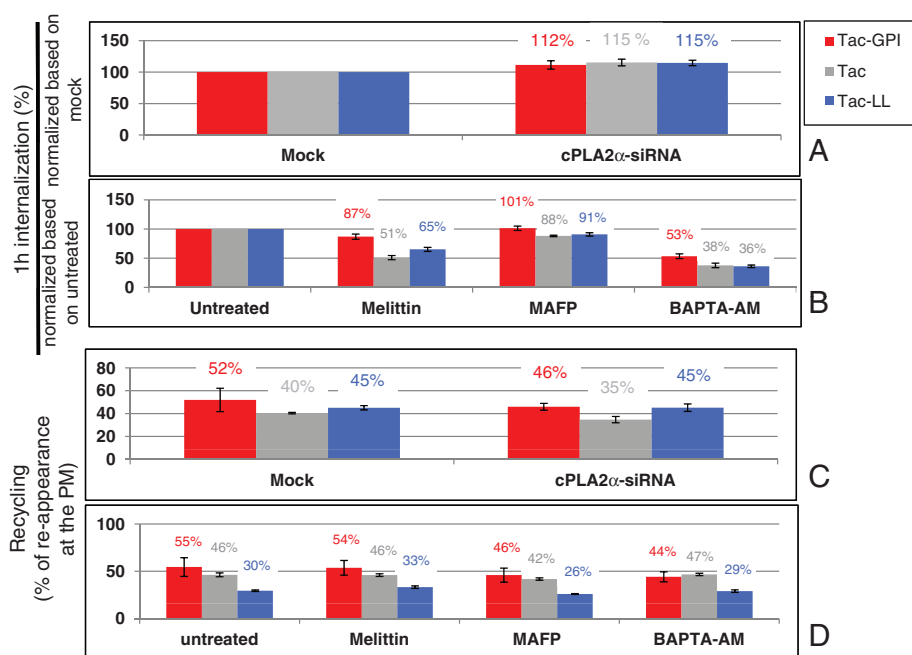 1h internalization (%)
normalized based on
mock
normalized based
on untreated
150
100
50
0
112%
115 %
115%
Mock
cPLA2α-siRNA
A
Tac-GPI
Tac
Tac-LL
150
100
50
0
87%
51%
65%
101%
88%
91%
53%
38%
36%
Untreated
Melittin
MAFP
BAPTA-AM
B
Recycling
(% of re-appearance
at the PM)
80
60
40
20
0
52%
40%
45%
46%
35%
45%
Mock
cPLA2α-siRNA
C
100
50
0
55%
46%
30%
54%
46%
33%
46%
42%
26%
44%
47%
29%
untreated
Melittin
MAFP
BAPTA-AM
D